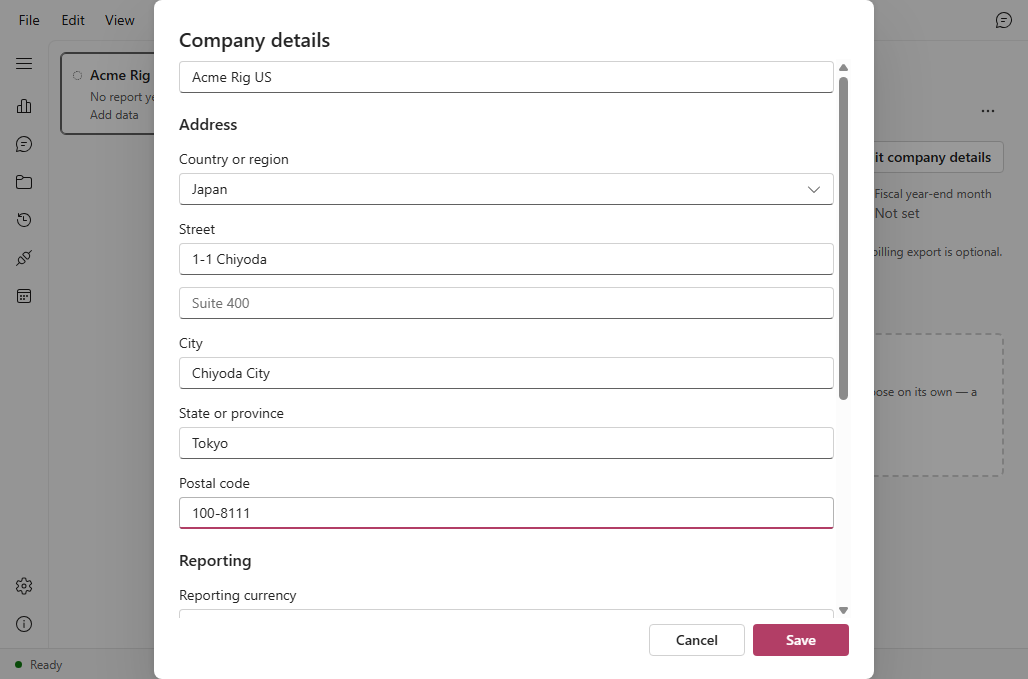 File Edit View
Acme Rig
No report ye
Add data
Company details
Acme Rig US
Address
Country or region
Japan
Street
1-1 Chiyoda
Suite 400
City
Chiyoda City
State or province
Tokyo
Postal code
100-8111
Reporting
Reporting currency
Cancel
Save
it company details
Fiscal year-end month
Not set
billing export is optional.
pose on its own — a
Ready